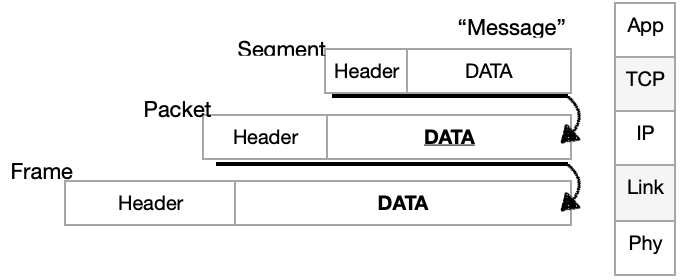 “Message”
Segment
Header DATA
Packet
Header DATA
Frame
Header DATA
App
TCP
IP
Link
Phy